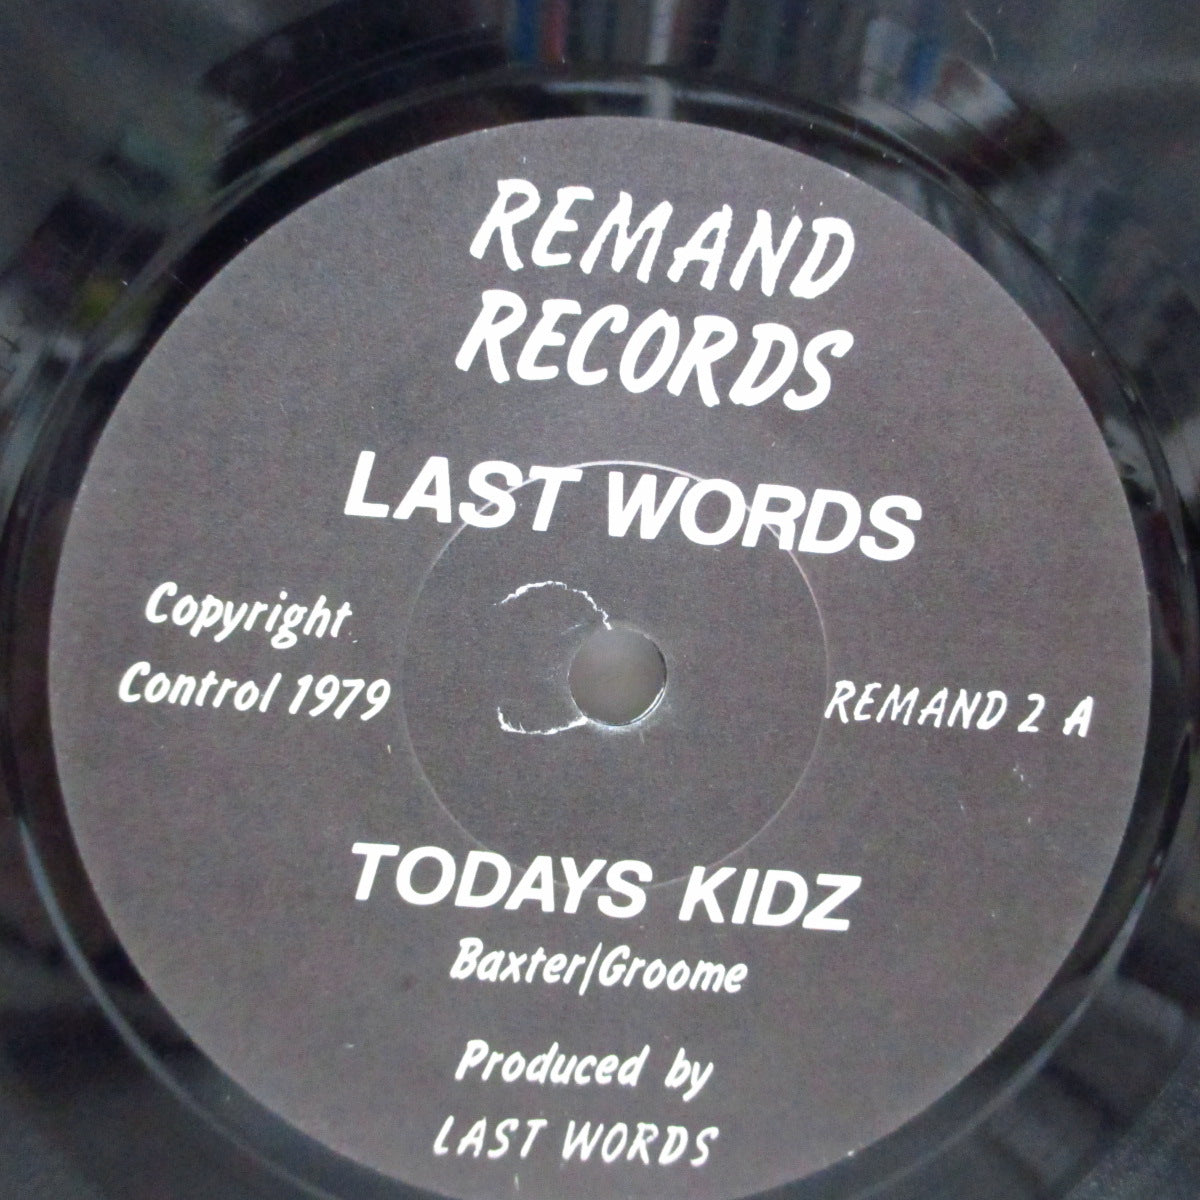 REMAND
RECORDS
LAST WORDS
Copyright
Control 1979
REMAND 2 A
TODAYS KIDZ
Baxter/Groome
Produced by
LAST WORDS